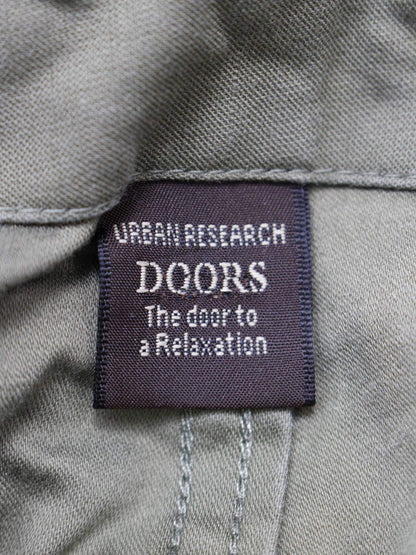 URBAN RESEARCH
DOORS
The door to
a Relaxation